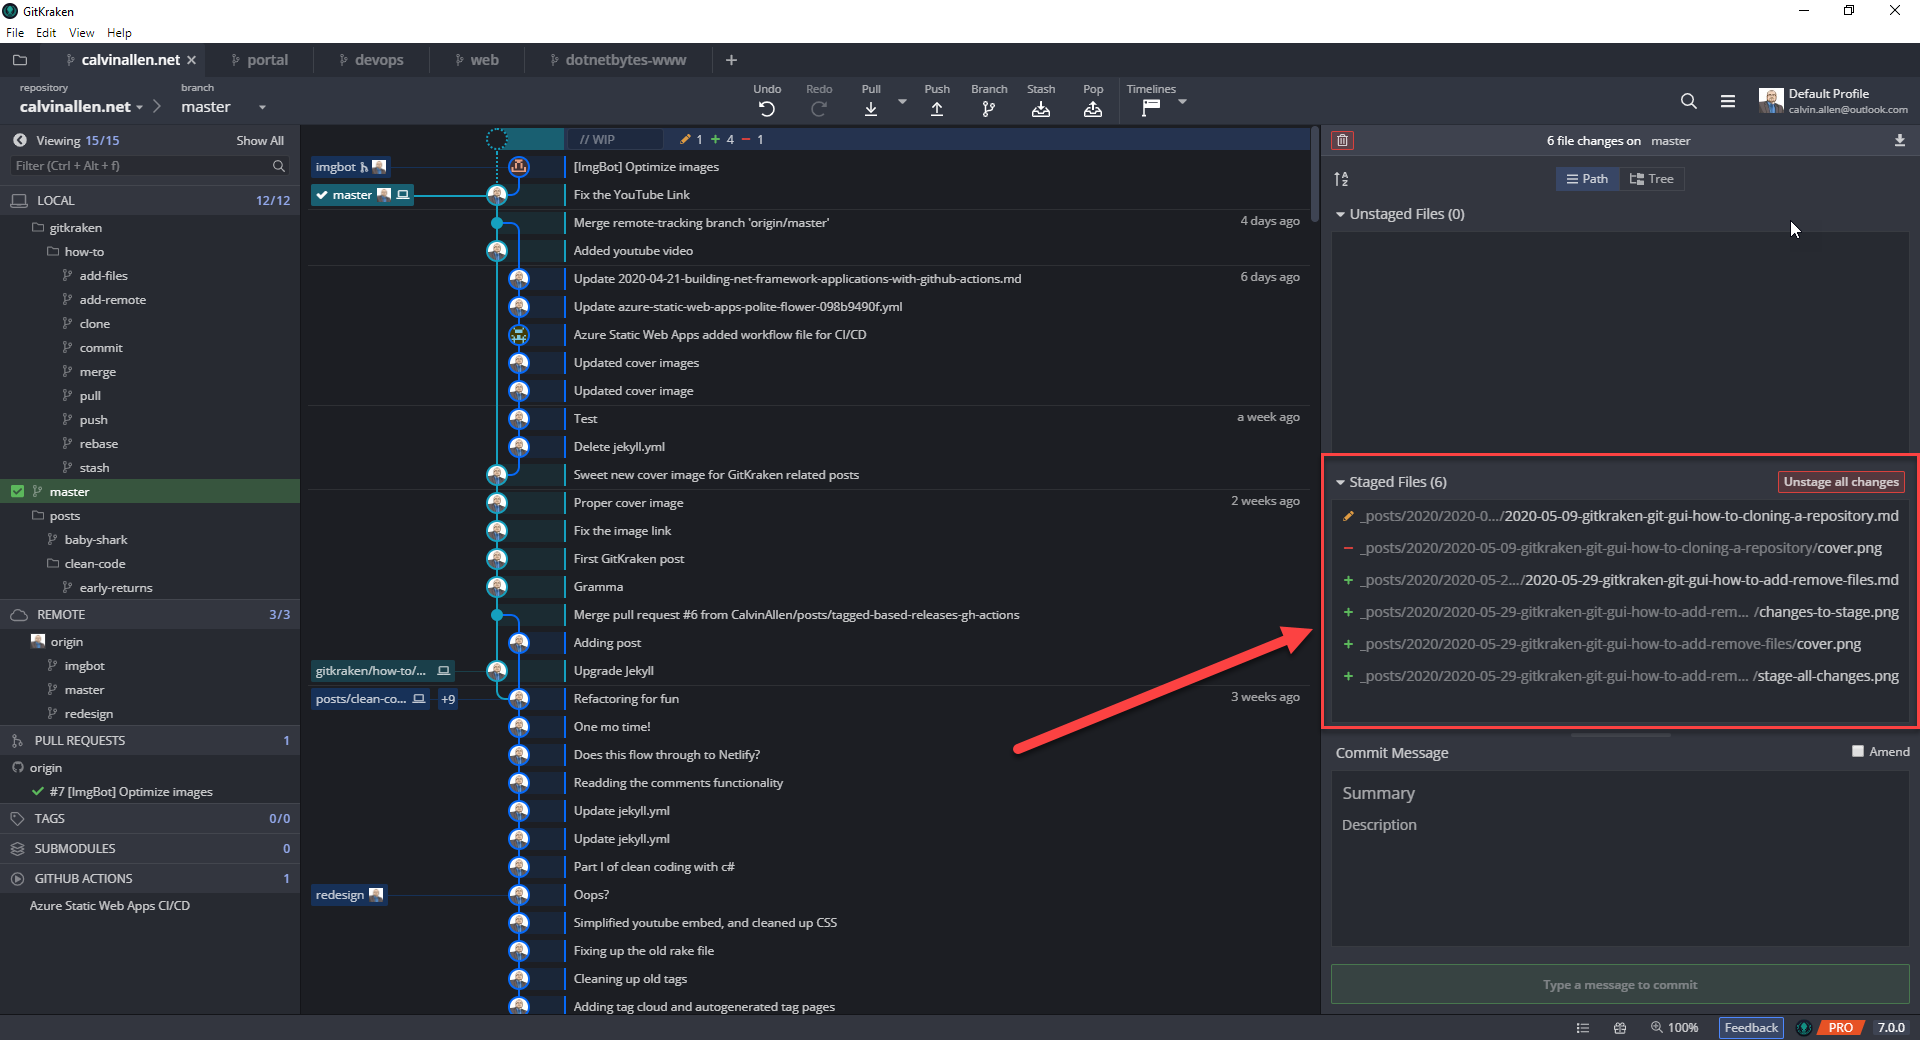 GitKraken
File Edit View Help
calvinallen.net
portal
devops
web
dotnetbytes-www
repository
calvinallen.net
branch
master
Undo
Redo
Pull
Push
Branch
Stash
Pop
Timelines
Default Profile
calvin.allen@outlook.com
Viewing 15/15
Show All
Filter (Ctrl + Alt + f)
LOCAL 12/12
gitkraken
how-to
add-files
add-remote
clone
commit
merge
pull
push
rebase
stash
master
posts
baby-shark
clean-code
early-returns
REMOTE 3/3
origin
imgbot
master
redesign
PULL REQUESTS 1
origin
#7 [ImgBot] Optimize images
TAGS 0/0
SUBMODULES 0
GITHUB ACTIONS 1
Azure Static Web Apps CI/CD
// WIP 1 + 4 − 1
imgbot [ImgBot] Optimize images
master Fix the YouTube Link
Merge remote-tracking branch 'origin/master' 4 days ago
Added youtube video
Update 2020-04-21-building-net-framework-applications-with-github-actions.md 6 days ago
Update azure-static-web-apps-polite-flower-098b9490f.yml
Azure Static Web Apps added workflow file for CI/CD
Updated cover images
Updated cover image
Test a week ago
Delete jekyll.yml
Sweet new cover image for GitKraken related posts
Proper cover image 2 weeks ago
Fix the image link
First GitKraken post
Gramma
Merge pull request #6 from CalvinAllen/posts/tagged-based-releases-gh-actions
Adding post
gitkraken/how-to/... Upgrade Jekyll
posts/clean-co... +9 Refactoring for fun 3 weeks ago
One mo time!
Does this flow through to Netlify?
Readding the comments functionality
Update jekyll.yml
Update jekyll.yml
Part I of clean coding with c#
redesign Oops?
Simplified youtube embed, and cleaned up CSS
Fixing up the old rake file
Cleaning up old tags
Adding tag cloud and autogenerated tag pages
6 file changes on master
Path Tree
Unstaged Files (0)
Staged Files (6) Unstage all changes
_posts/2020/2020-0.../2020-05-09-gitkraken-git-gui-how-to-cloning-a-repository.md
− _posts/2020/2020-05-09-gitkraken-git-gui-how-to-cloning-a-repository/cover.png
+ _posts/2020/2020-05-2.../2020-05-29-gitkraken-git-gui-how-to-add-remove-files.md
+ _posts/2020/2020-05-29-gitkraken-git-gui-how-to-add-rem... /changes-to-stage.png
+ _posts/2020/2020-05-29-gitkraken-git-gui-how-to-add-remove-files/cover.png
+ _posts/2020/2020-05-29-gitkraken-git-gui-how-to-add-rem... /stage-all-changes.png
Commit Message Amend
Summary
Description
Type a message to commit
100% Feedback PRO 7.0.0